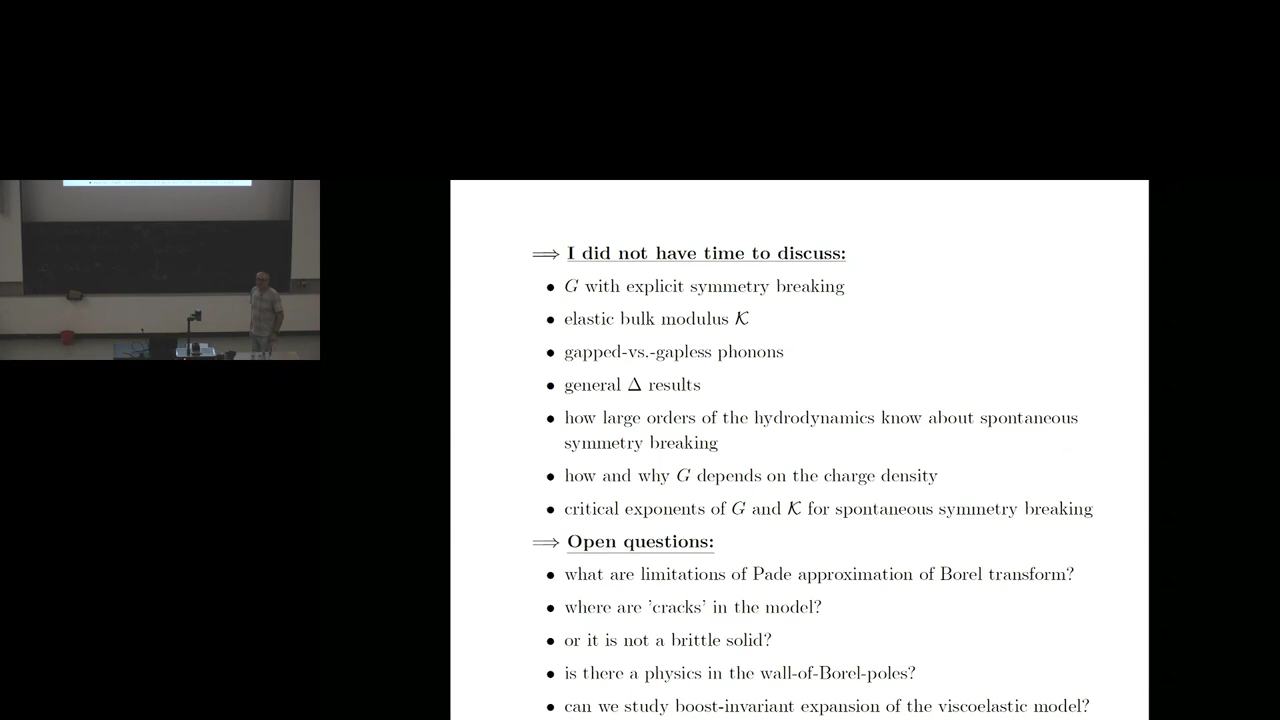 ⟹ I did not have time to discuss:
• G with explicit symmetry breaking
• elastic bulk modulus 𝒦
• gapped-vs.-gapless phonons
• general Δ results
• how large orders of the hydrodynamics know about spontaneous
symmetry breaking
• how and why G depends on the charge density
• critical exponents of G and 𝒦 for spontaneous symmetry breaking
⟹ Open questions:
• what are limitations of Pade approximation of Borel transform?
• where are 'cracks' in the model?
• or it is not a brittle solid?
• is there a physics in the wall-of-Borel-poles?
• can we study boost-invariant expansion of the viscoelastic model?